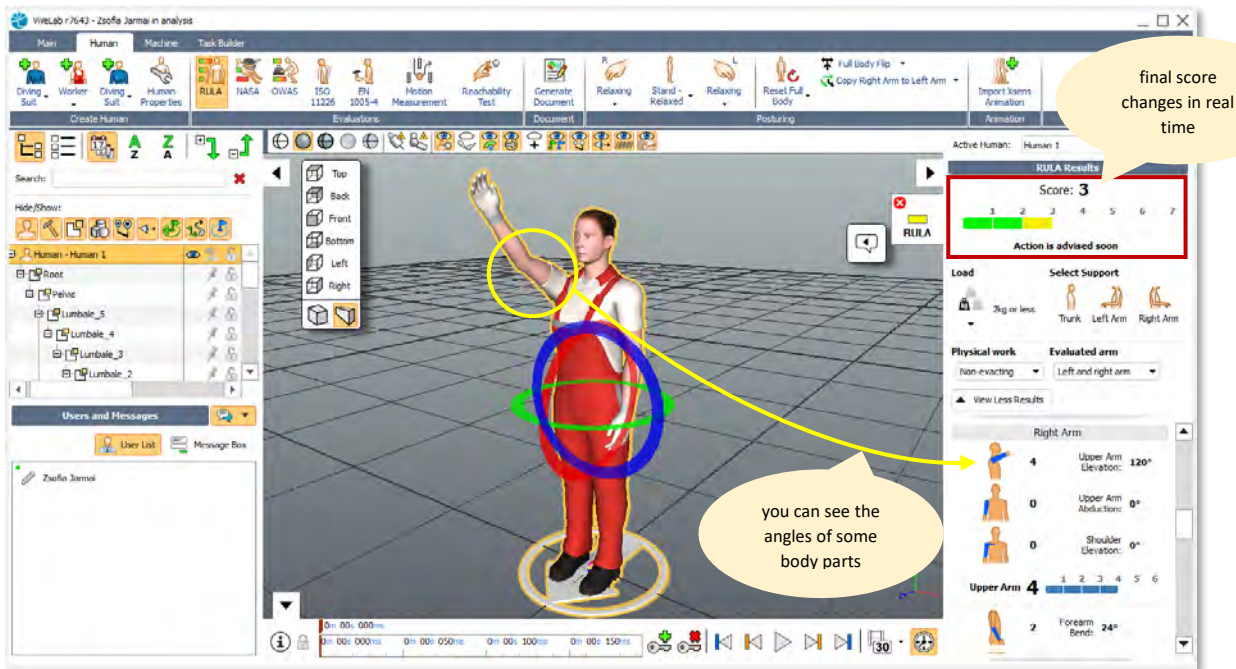 ViveLab r7643 - Zsofia Jarmai in analysis
Main Human Machine Task Builder
Diving Suit
Worker
Diving Suit
Human Properties
RULA
NASA
OWAS
ISO 11226
EN 1005-4
Motion Measurement
Reachability Test
Generate Document
R
Relaxing
Stand - Relaxed
L
Relaxing
Reset Full Body
Full Body Flip
Copy Right Arm to Left Arm
Import Xsens Animation
Create Human
Evaluations
Document
Posturing
Animation
final score
changes in real
time
17
A Z
Z A
Search:
Hide/Show:
Human - Human 1
Root
Pelvis
Lumbale_5
Lumbale_4
Lumbale_3
Lumbale_2
Users and Messages
User List
Message Box
Zsofia Jarmai
Top
Back
Front
Bottom
Left
Right
RULA
you can see the
angles of some
body parts
0m 00s 000ms
0m 00s 000ms 0m 00s 050ms 0m 00s 100ms 0m 00s 150ms
30
Active Human: Human 1
RULA Results
Score: 3
1 2 3 4 5 6 7
Action is advised soon
Load Select Support
2kg or less
Trunk Left Arm Right Arm
Physical work Evaluated arm
Non-exacting Left and right arm
View Less Results
Right Arm
4 Upper Arm Elevation: 120°
0 Upper Arm Abduction: 0°
0 Shoulder Elevation: 0°
Upper Arm 4 1 2 3 4 5 6
2 Forearm Bend: 24°